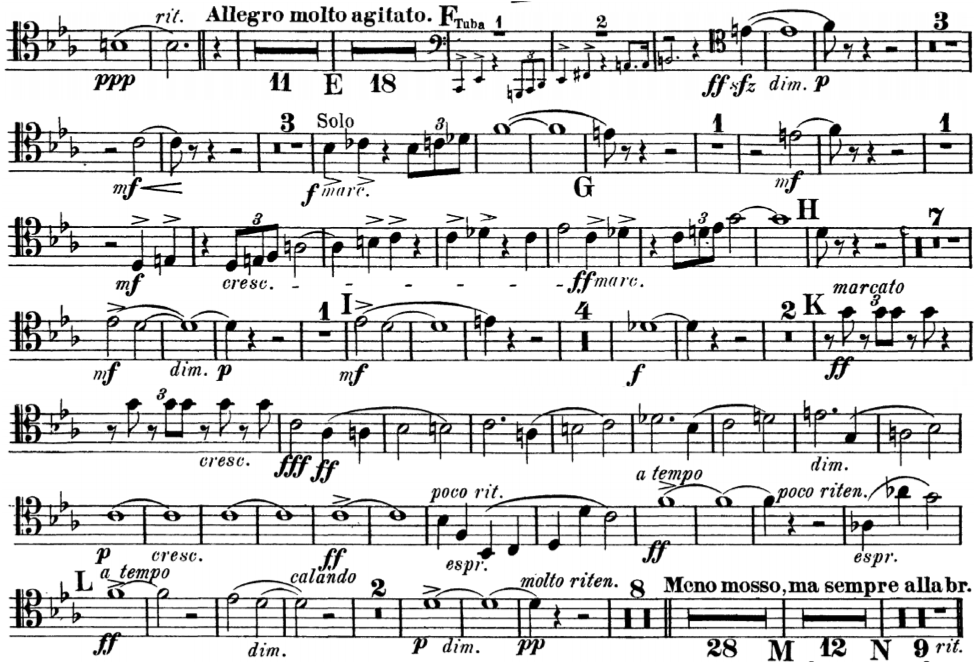 rit. Allegro molto agitato. F Tuba 1 2 3
ppp 11 E 18 ff sfz dim. p
3 Solo 3 1 1
mf f marc. G mf
3 3 H 7
mf cresc. ff marc.
marcato
1 I 4 2 K 3
mf dim. p mf f ff
3
cresc. fff ff dim.
poco rit. a tempo poco riten.
p cresc. ff espr. ff espr.
L a tempo calando 2 molto riten. 8 Meno mosso, ma sempre alla br.
ff dim. p dim. pp 28 M 12 N 9 rit.